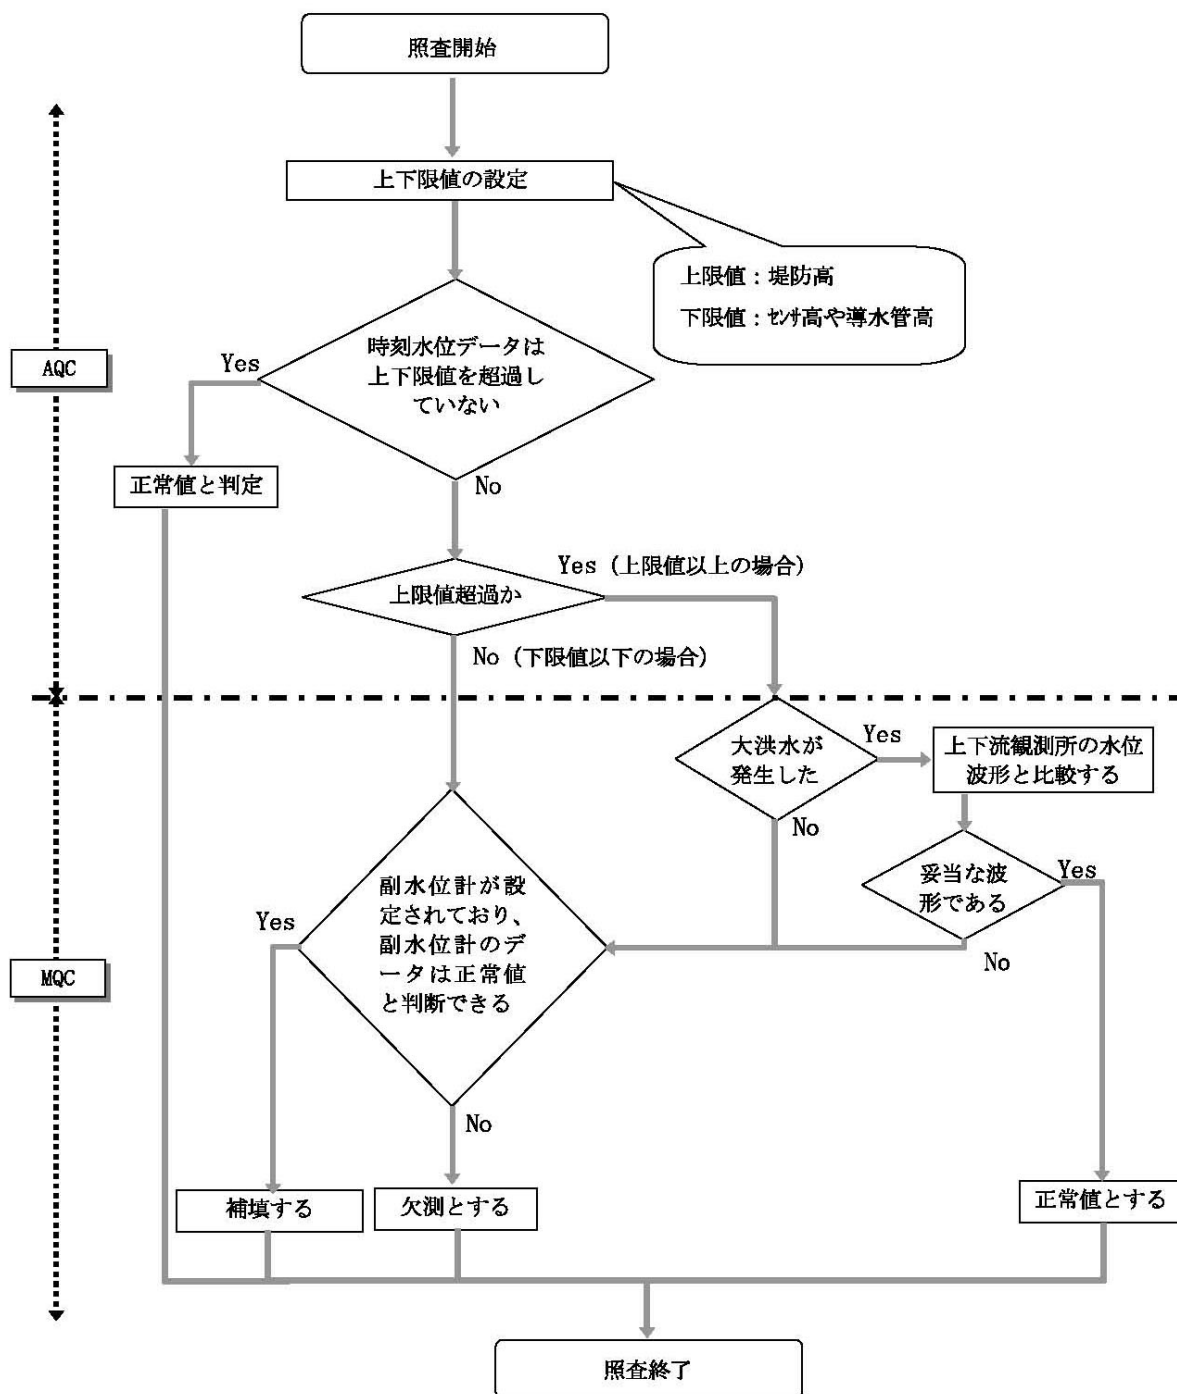 照査開始
上下限値の設定
上限値：堤防高
下限値：ｾﾝｻ高や導水管高
AQC
Yes
時刻水位データは
上下限値を超過し
ていない
正常値と判定
No
Yes (上限値以上の場合)
上限値超過か
No (下限値以下の場合)
大洪水が
発生した
Yes
上下流観測所の水位
波形と比較する
No
妥当な波
形である
Yes
No
MQC
Yes
副水位計が設
定されており、
副水位計のデ
ータは正常値
と判断できる
No
補填する
欠測とする
正常値とする
照査終了